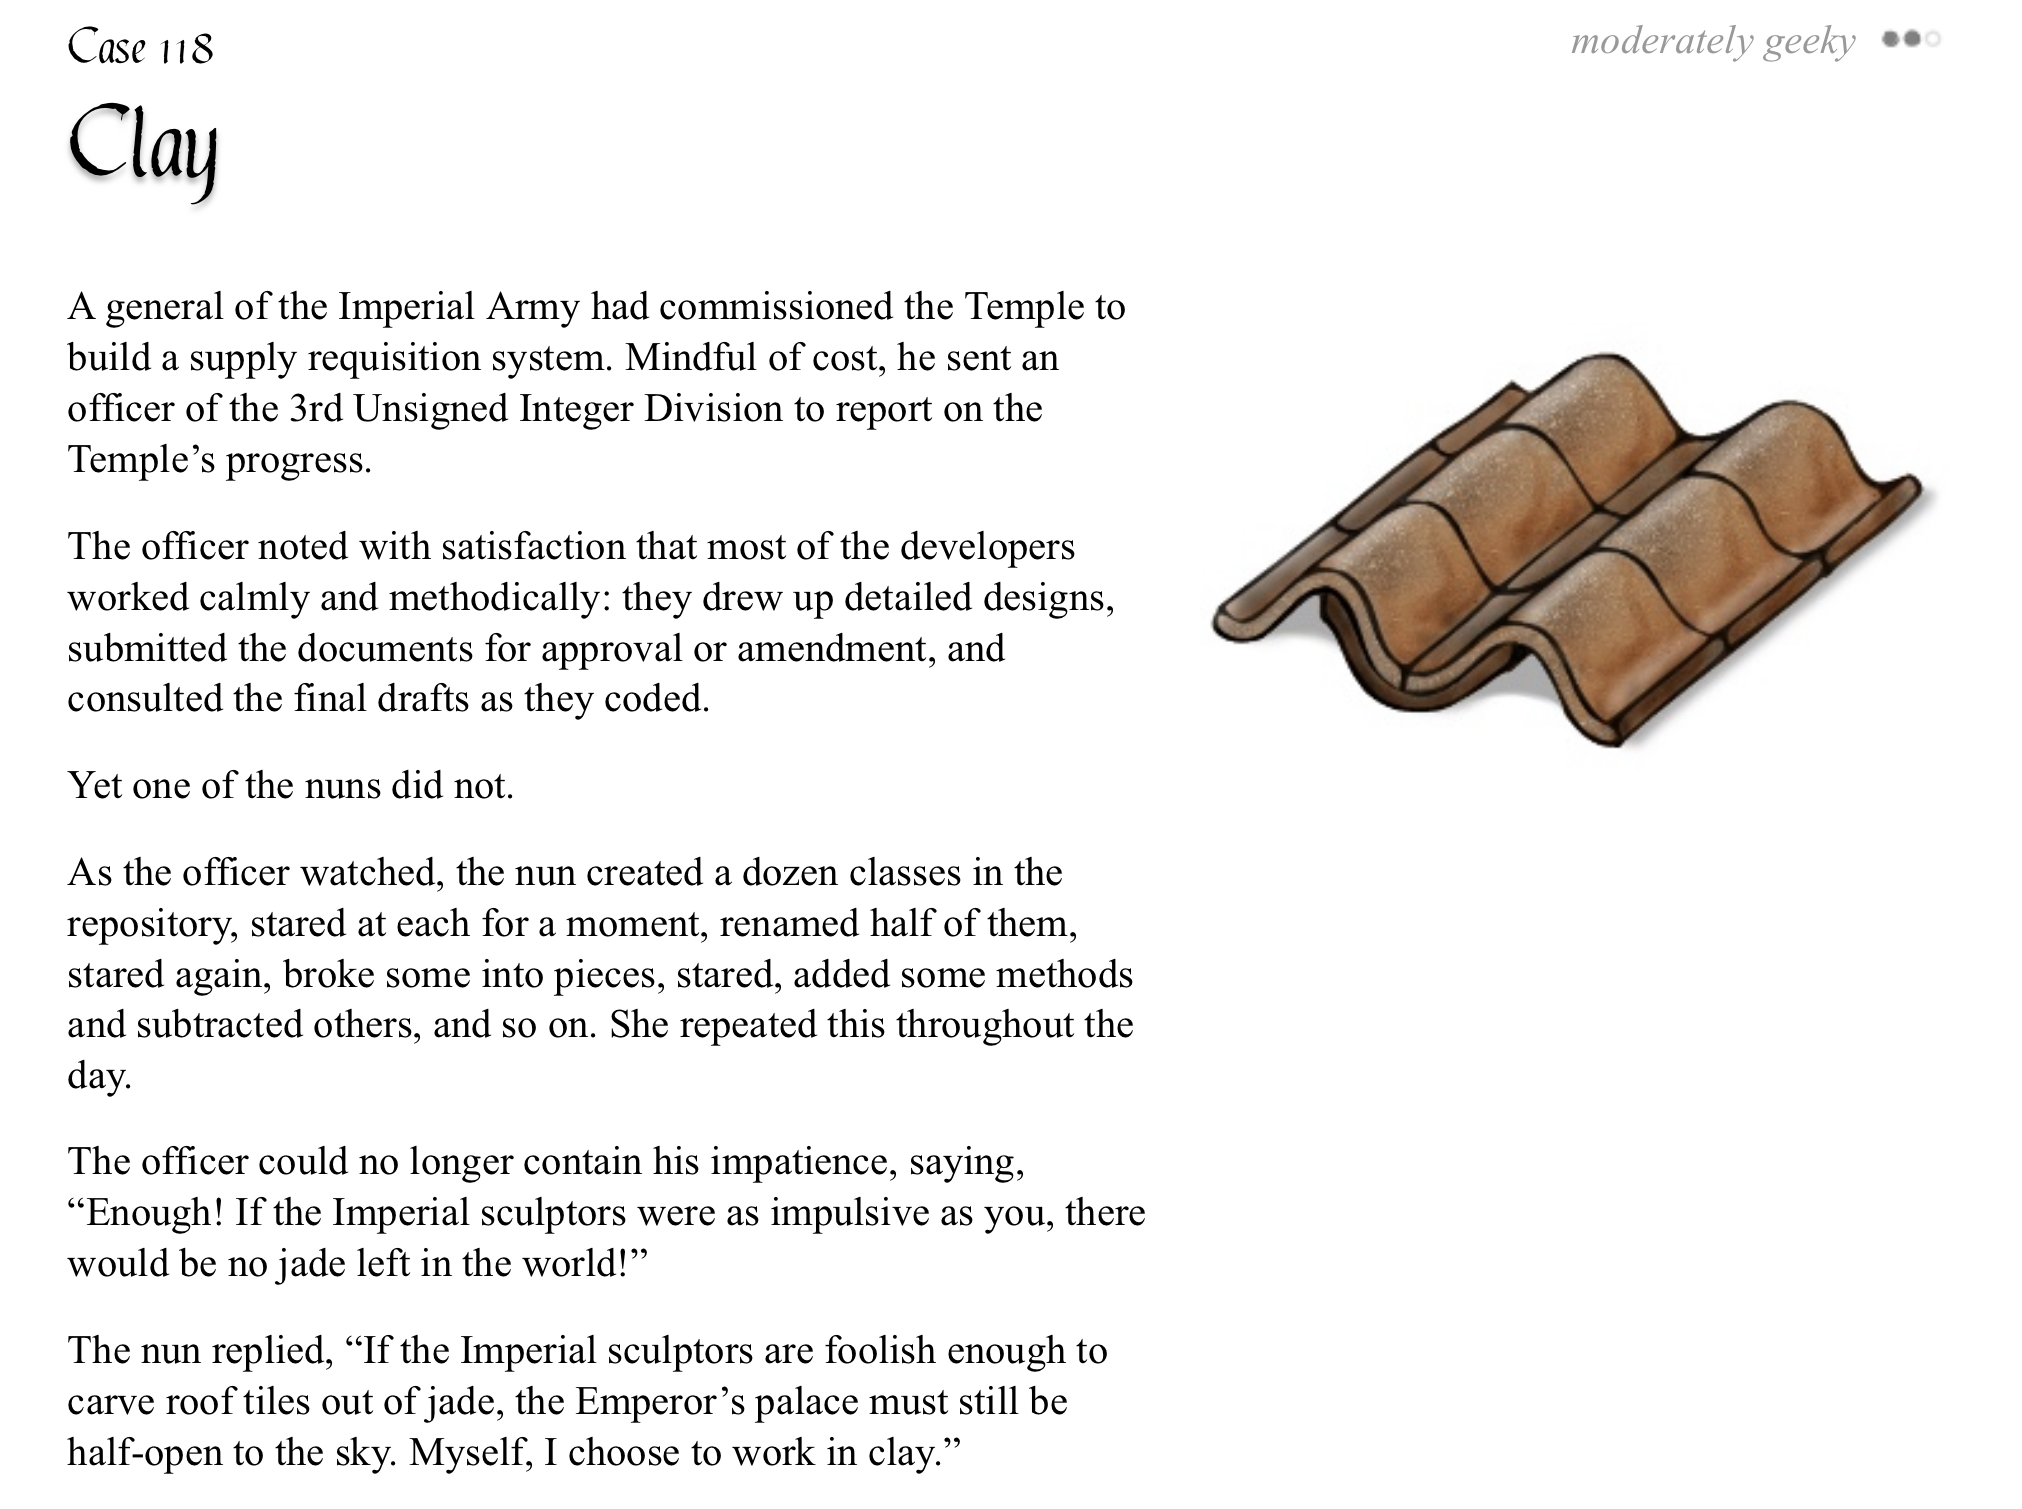 Case 118
moderately geeky
Clay
A general of the Imperial Army had commissioned the Temple to
build a supply requisition system. Mindful of cost, he sent an
officer of the 3rd Unsigned Integer Division to report on the
Temple’s progress.
The officer noted with satisfaction that most of the developers
worked calmly and methodically: they drew up detailed designs,
submitted the documents for approval or amendment, and
consulted the final drafts as they coded.
Yet one of the nuns did not.
As the officer watched, the nun created a dozen classes in the
repository, stared at each for a moment, renamed half of them,
stared again, broke some into pieces, stared, added some methods
and subtracted others, and so on. She repeated this throughout the
day.
The officer could no longer contain his impatience, saying,
“Enough! If the Imperial sculptors were as impulsive as you, there
would be no jade left in the world!”
The nun replied, “If the Imperial sculptors are foolish enough to
carve roof tiles out of jade, the Emperor’s palace must still be
half-open to the sky. Myself, I choose to work in clay.”